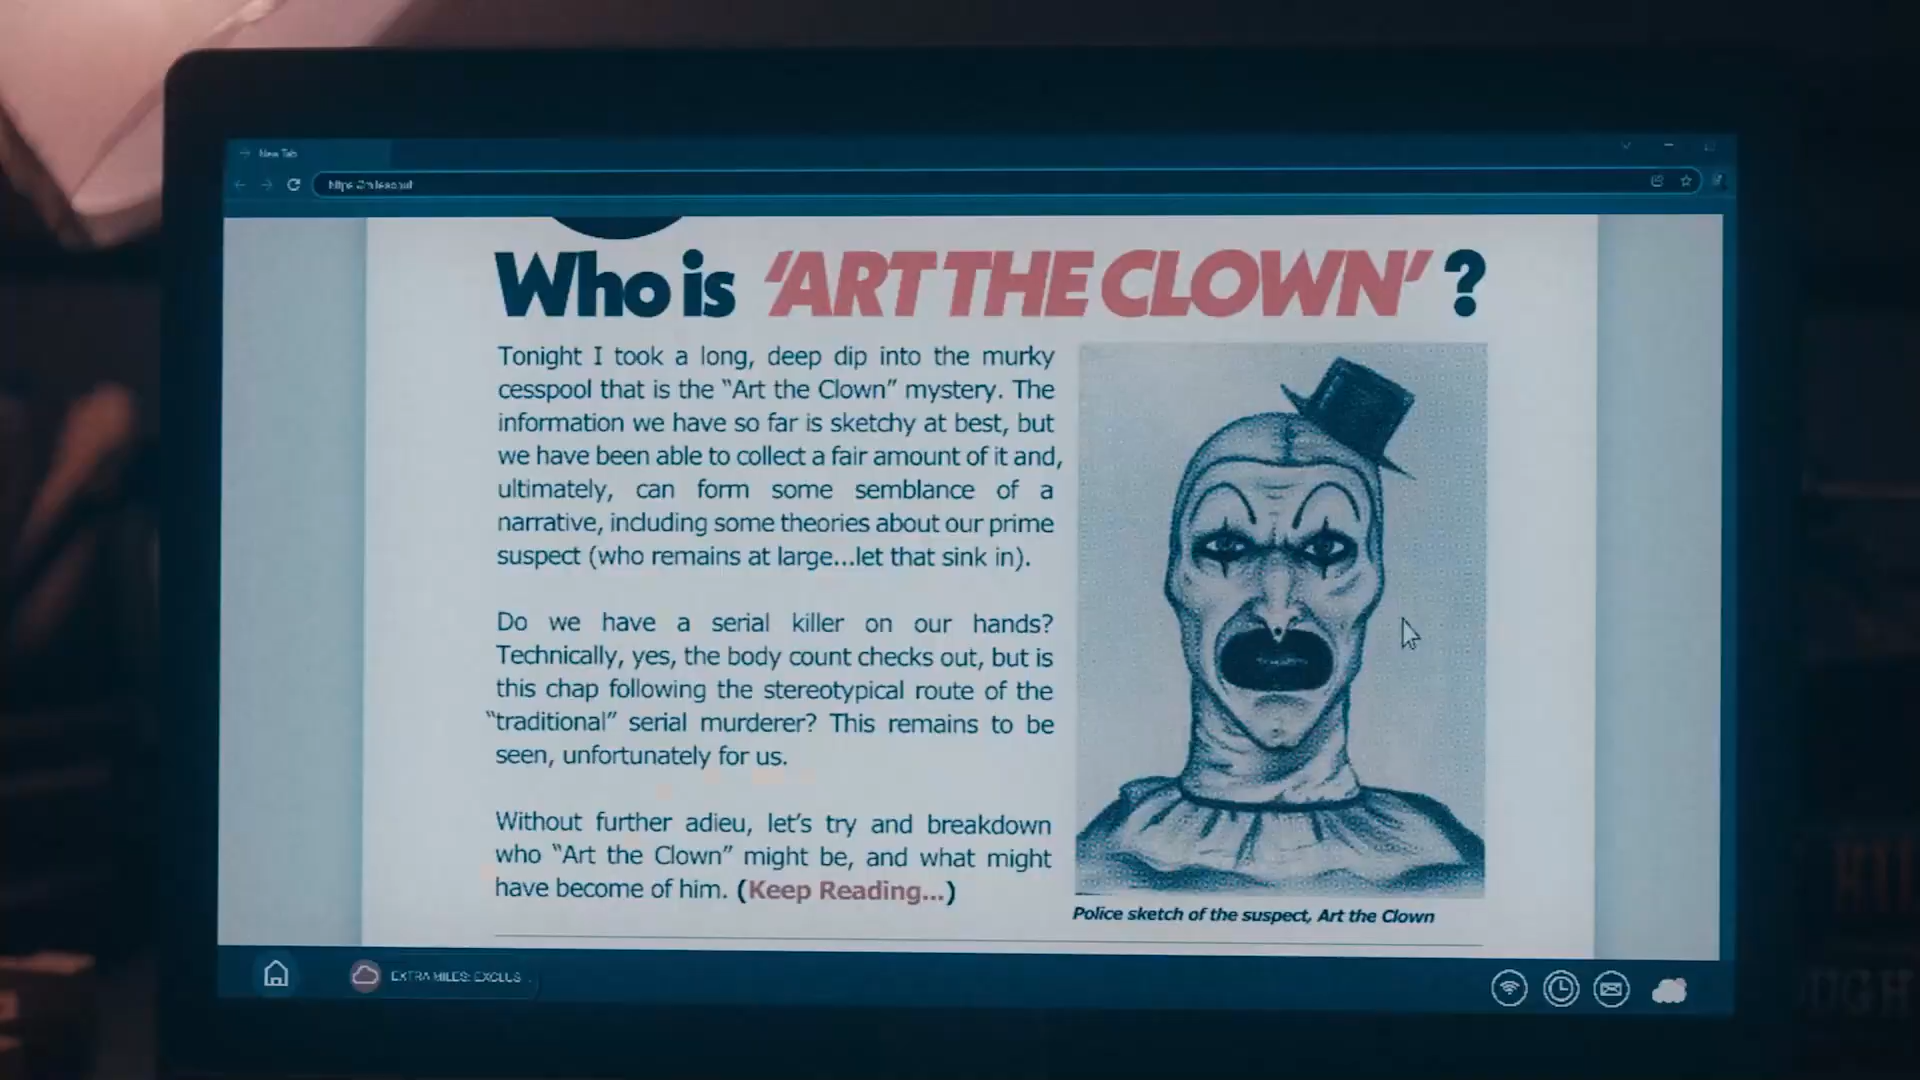 New Tab
Who is 'ART THE CLOWN' ?
Tonight I took a long, deep dip into the murky
cesspool that is the “Art the Clown” mystery. The
information we have so far is sketchy at best, but
we have been able to collect a fair amount of it and,
ultimately, can form some semblance of a
narrative, including some theories about our prime
suspect (who remains at large...let that sink in).
Do we have a serial killer on our hands?
Technically, yes, the body count checks out, but is
this chap following the stereotypical route of the
“traditional” serial murderer? This remains to be
seen, unfortunately for us.
Without further adieu, let's try and breakdown
who “Art the Clown” might be, and what might
have become of him. (Keep Reading...)
Police sketch of the suspect, Art the Clown
EXTRA MILES: EXCLUS...